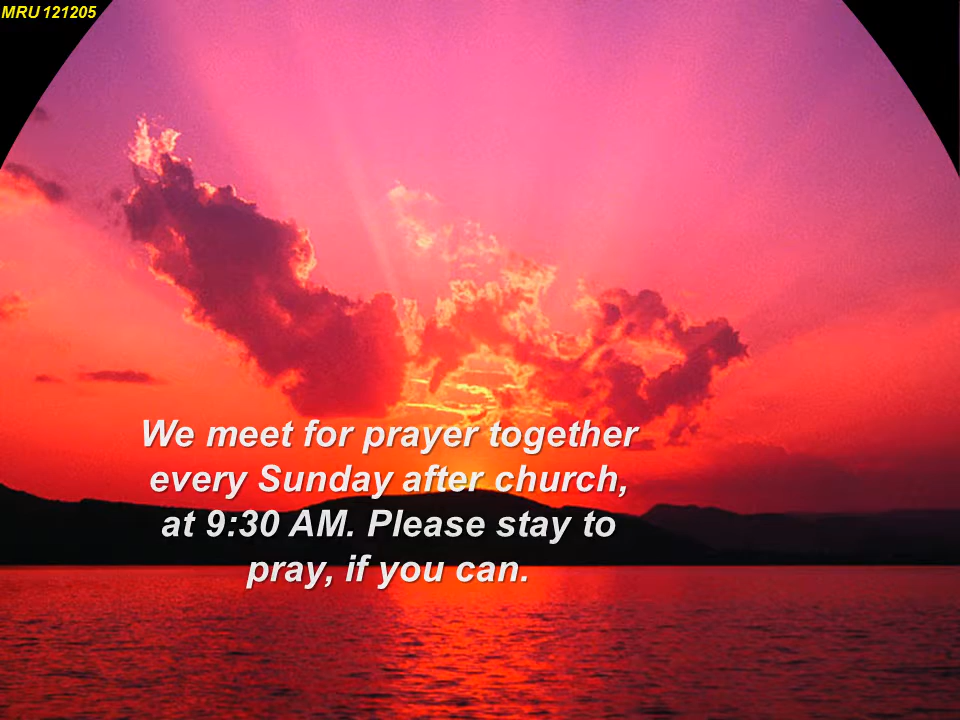 MRU 121205
We meet for prayer together
every Sunday after church,
at 9:30 AM. Please stay to
pray, if you can.